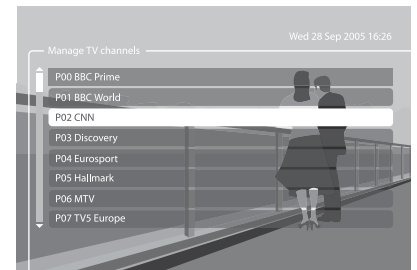 Wed 28 Sep 2005 16:26
Manage TV channels
P00 BBC Prime
P01 BBC World
P02 CNN
P03 Discovery
P04 Eurosport
P05 Hallmark
P06 MTV
P07 TV5 Europe